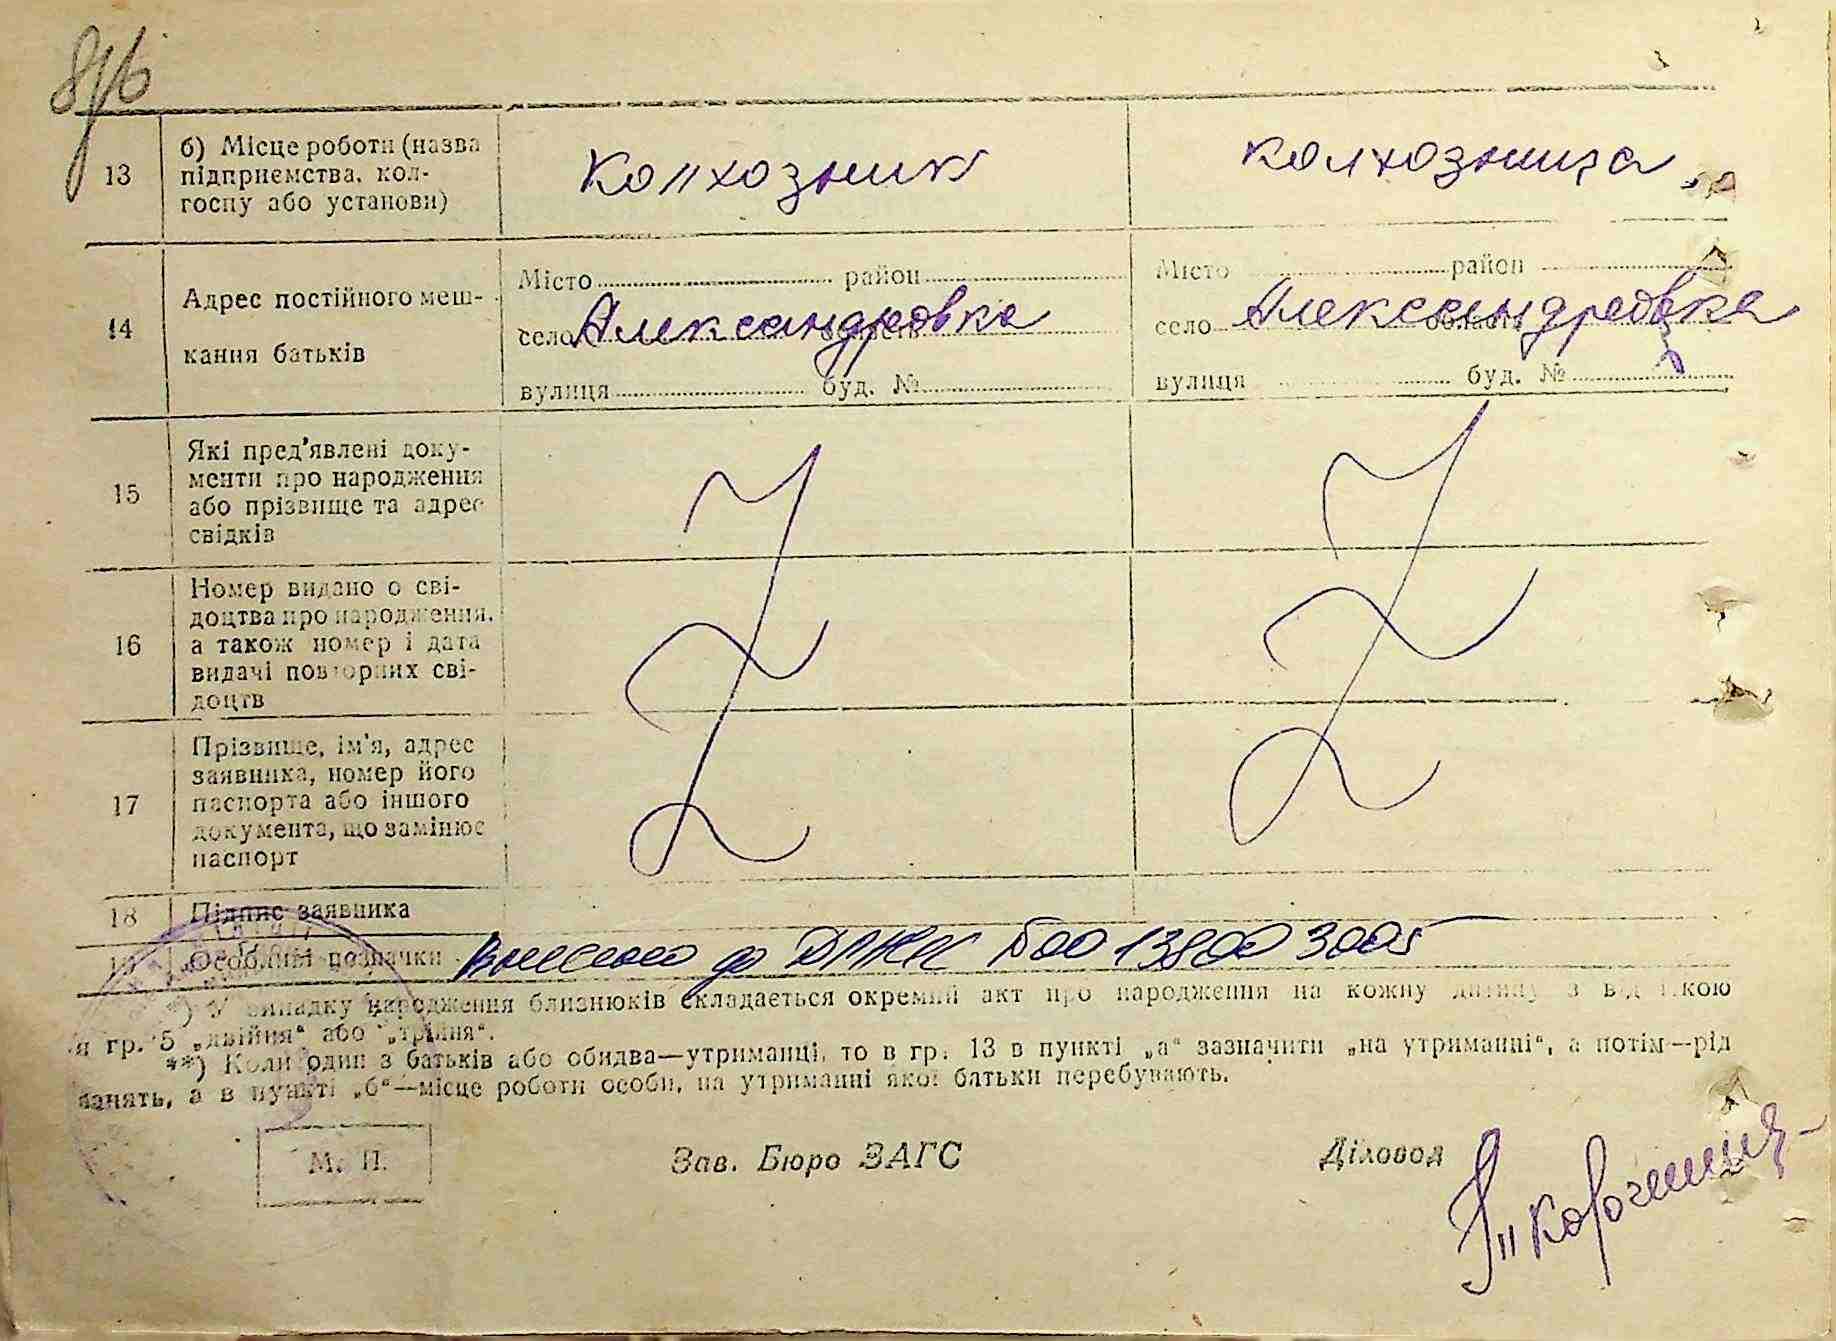 13
б) Місце роботи (назва
підприємства, кол-
госпу або установи)
Колхозник
колхозница
14
Адрес постійного меш-
кання батьків
Місто район
село Александровка область
вулиця буд. №
Місто район
село Александровка область
вулиця буд. №
15
Які пред'явлені доку-
менти про народження
або прізвище та адрес
свідків
16
Номер видано о сві-
доцтва про народження,
а також номер і дата
видачі повторних сві-
доцтв
17
Прізвище, ім'я, адрес
заявника, номер його
паспорта або іншого
документа, що замінює
паспорт
18
Підпис заявника
19
Особливі позначки
Внесено до
*) У випадку народження близнюків складається окремий акт про народження на кожну дитину з відміткою
я гр. 5 „двійня“ або „трійня“.
**) Коли один з батьків або обидва—утриманці, то в гр. 13 в пункті „а“ зазначити „на утриманні“, а потім—рід
занять, а в пункті „б“—місце роботи особи, на утриманні якої батьки перебувають.
М. П.
Зав. Бюро ЗАГС
Діловод